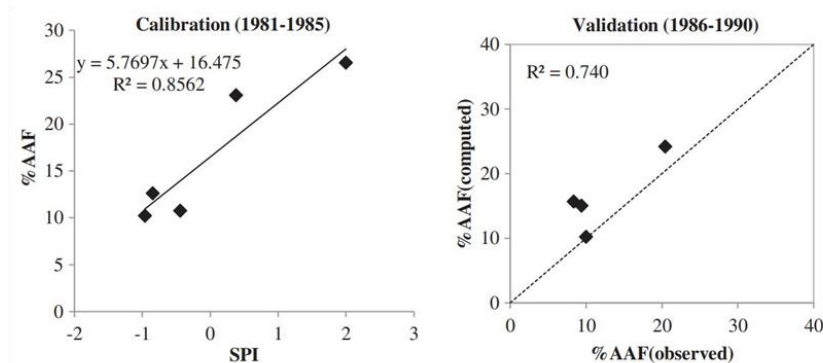 Calibration (1981-1985)
y = 5.7697x + 16.475
R² = 0.8562
30
25
20
15
10
5
0
-2
-1
0
1
2
3
%AAF
SPI
Validation (1986-1990)
R² = 0.740
40
30
20
10
0
0
10
20
30
40
%AAF(computed)
%AAF(observed)